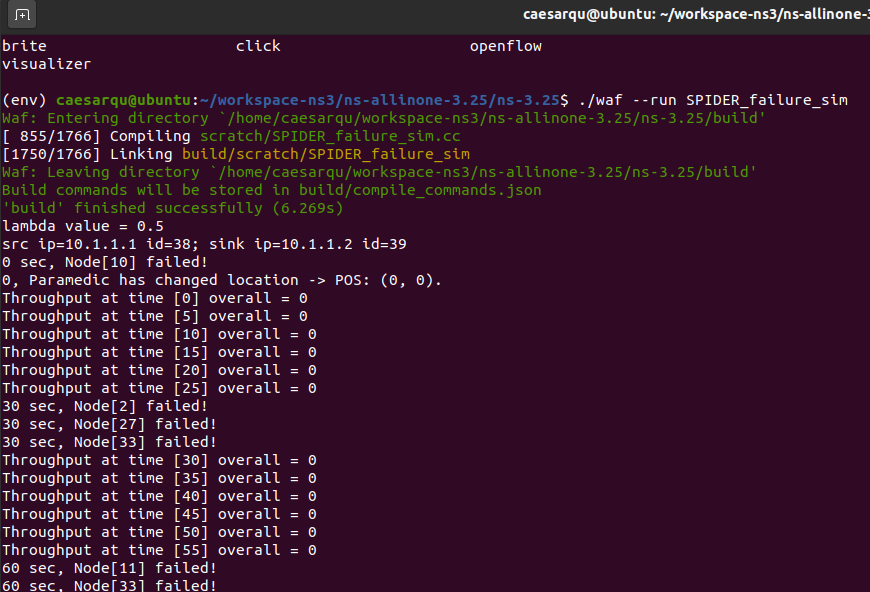 caesarqu@ubuntu: ~/workspace-ns3/ns-allinone-
brite click openflow
visualizer
(env) caesarqu@ubuntu:~/workspace-ns3/ns-allinone-3.25/ns-3.25$ ./waf --run SPIDER_failure_sim
Waf: Entering directory `/home/caesarqu/workspace-ns3/ns-allinone-3.25/ns-3.25/build'
[ 855/1766] Compiling scratch/SPIDER_failure_sim.cc
[1750/1766] Linking build/scratch/SPIDER_failure_sim
Waf: Leaving directory `/home/caesarqu/workspace-ns3/ns-allinone-3.25/ns-3.25/build'
Build commands will be stored in build/compile_commands.json
'build' finished successfully (6.269s)
lambda value = 0.5
src ip=10.1.1.1 id=38; sink ip=10.1.1.2 id=39
0 sec, Node[10] failed!
0, Paramedic has changed location -> POS: (0, 0).
Throughput at time [0] overall = 0
Throughput at time [5] overall = 0
Throughput at time [10] overall = 0
Throughput at time [15] overall = 0
Throughput at time [20] overall = 0
Throughput at time [25] overall = 0
30 sec, Node[2] failed!
30 sec, Node[27] failed!
30 sec, Node[33] failed!
Throughput at time [30] overall = 0
Throughput at time [35] overall = 0
Throughput at time [40] overall = 0
Throughput at time [45] overall = 0
Throughput at time [50] overall = 0
Throughput at time [55] overall = 0
60 sec, Node[11] failed!
60 sec, Node[33] failed!